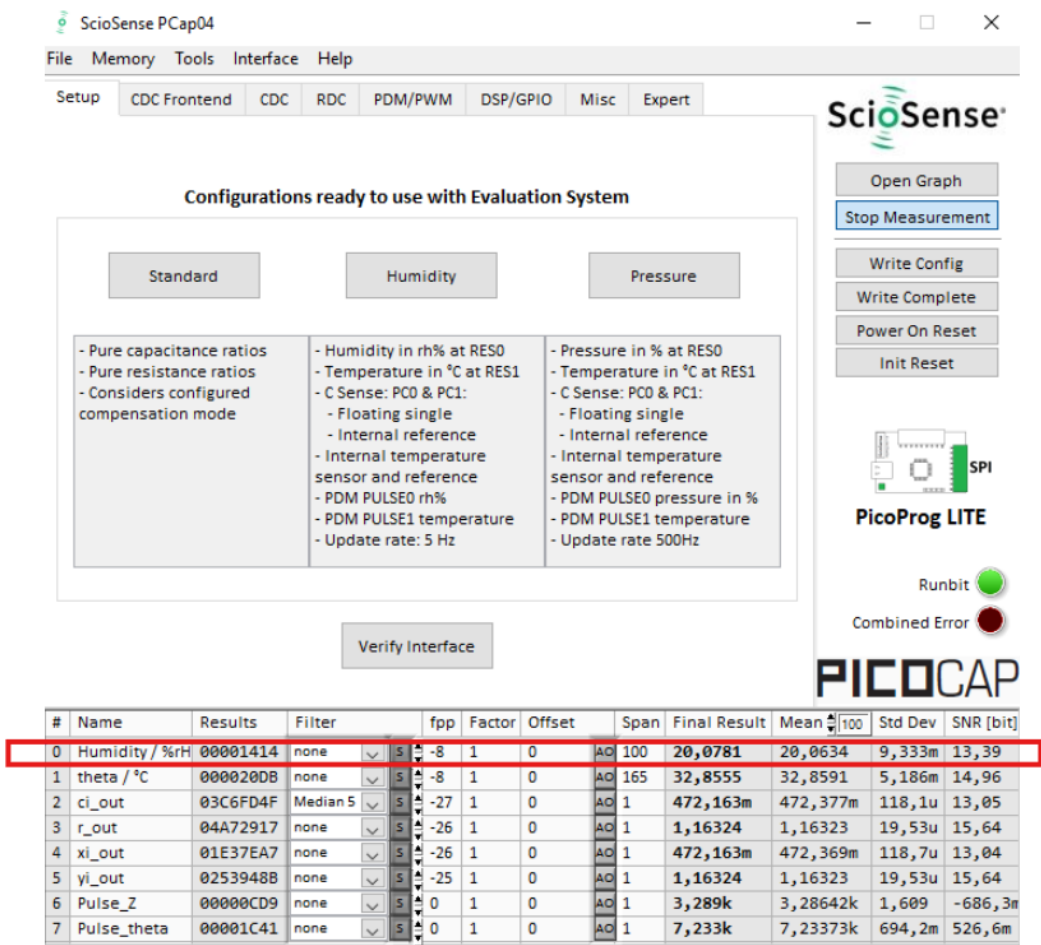 ScioSense PCap04
File Memory Tools Interface Help
Setup CDC Frontend CDC RDC PDM/PWM DSP/GPIO Misc Expert
ScioSense
Configurations ready to use with Evaluation System
Standard Humidity Pressure
- Pure capacitance ratios
- Pure resistance ratios
- Considers configured
compensation mode
- Humidity in rh% at RES0
- Temperature in °C at RES1
- C Sense: PC0 & PC1:
- Floating single
- Internal reference
- Internal temperature
sensor and reference
- PDM PULSE0 rh%
- PDM PULSE1 temperature
- Update rate: 5 Hz
- Pressure in % at RES0
- Temperature in °C at RES1
- C Sense: PC0 & PC1:
- Floating single
- Internal reference
- Internal temperature
sensor and reference
- PDM PULSE0 pressure in %
- PDM PULSE1 temperature
- Update rate 500Hz
Verify Interface
Open Graph
Stop Measurement
Write Config
Write Complete
Power On Reset
Init Reset
SPI
PicoProg LITE
Runbit
Combined Error
PICOCAP
# Name Results Filter fpp Factor Offset Span Final Result Mean 100 Std Dev SNR [bit]
0 Humidity / %rH 00001414 none S -8 1 0 AO 100 20,0781 20,0634 9,333m 13,39
1 theta / °C 000020DB none S -8 1 0 AO 165 32,8555 32,8591 5,186m 14,96
2 ci_out 03C6FD4F Median 5 S -27 1 0 AO 1 472,163m 472,377m 118,1u 13,05
3 r_out 04A72917 none S -26 1 0 AO 1 1,16324 1,16323 19,53u 15,64
4 xi_out 01E37EA7 none S -26 1 0 AO 1 472,163m 472,369m 118,7u 13,04
5 yi_out 0253948B none S -25 1 0 AO 1 1,16324 1,16323 19,53u 15,64
6 Pulse_Z 00000CD9 none S 0 1 0 AO 1 3,289k 3,28642k 1,609 -686,3m
7 Pulse_theta 00001C41 none S 0 1 0 AO 1 7,233k 7,23373k 694,2m 526,6m